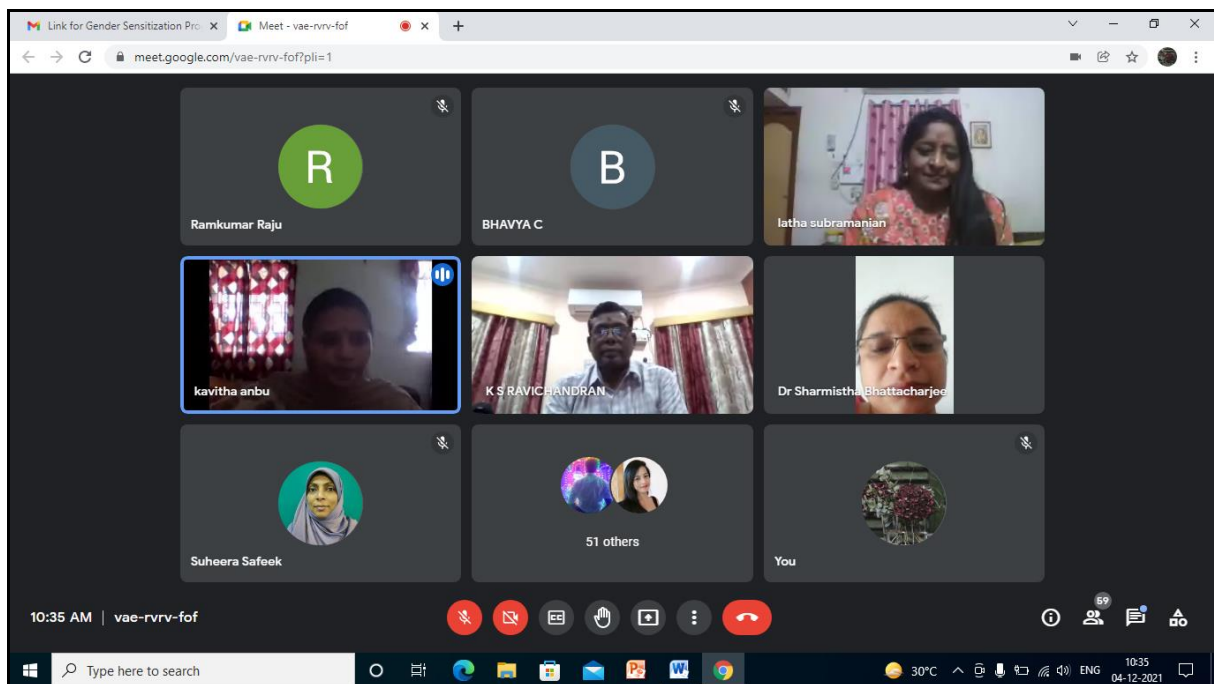 Link for Gender Sensitization Pro
Meet - vae-rvrv-fof
meet.google.com/vae-rvrv-fof?pli=1
R
Ramkumar Raju
B
BHAVYA C
latha subramanian
kavitha anbu
K S RAVICHANDRAN
Dr Sharmistha Bhattacharjee
Suheera Safeek
51 others
You
10:35 AM | vae-rvrv-fof
CC
59
Type here to search
30°C
ENG
10:35
04-12-2021